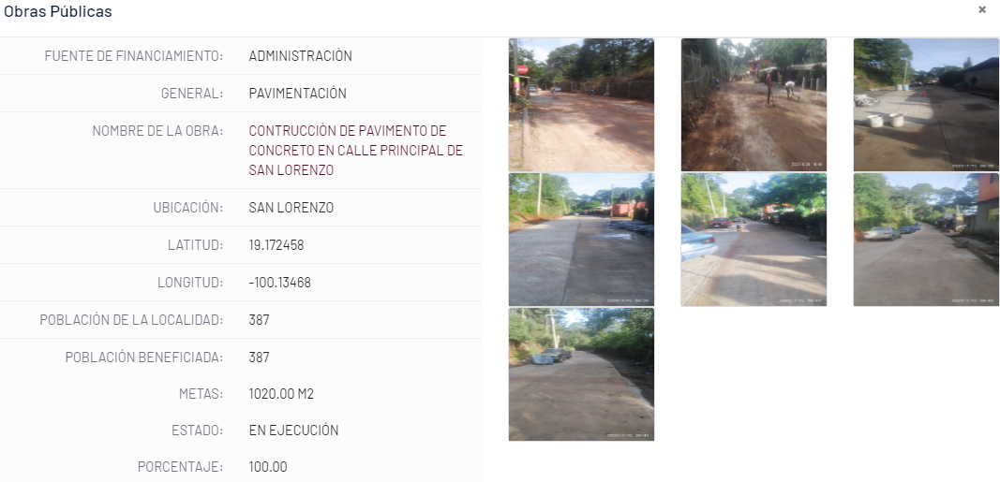 Obras Públicas
×
FUENTE DE FINANCIAMIENTO: ADMINISTRACIÒN
GENERAL: PAVIMENTACIÓN
NOMBRE DE LA OBRA: CONTRUCCIÒN DE PAVIMENTO DE
CONCRETO EN CALLE PRINCIPAL DE
SAN LORENZO
UBICACIÓN: SAN LORENZO
LATITUD: 19.172458
LONGITUD: -100.13468
POBLACIÓN DE LA LOCALIDAD: 387
POBLACIÓN BENEFICIADA: 387
METAS: 1020.00 M2
ESTADO: EN EJECUCIÓN
PORCENTAJE: 100.00